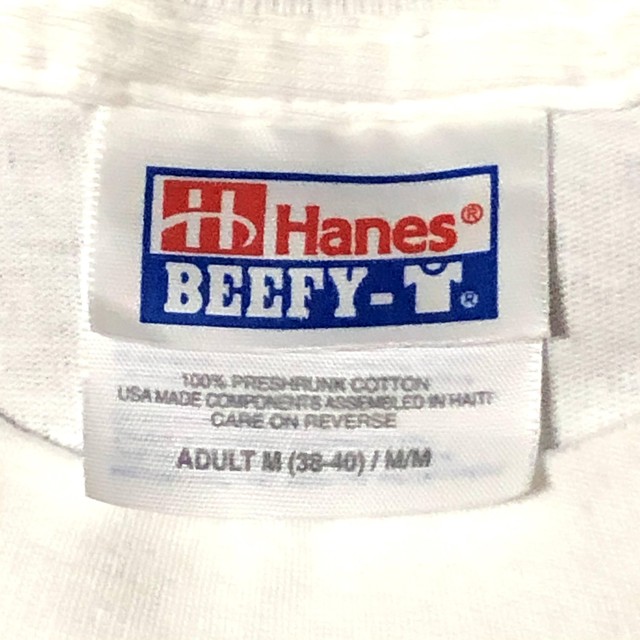 Hanes®
BEEFY-T®
100% PRESHRUNK COTTON
USA MADE COMPONENTS ASSEMBLED IN HAITI
CARE ON REVERSE
ADULT M (38-40) / M/M